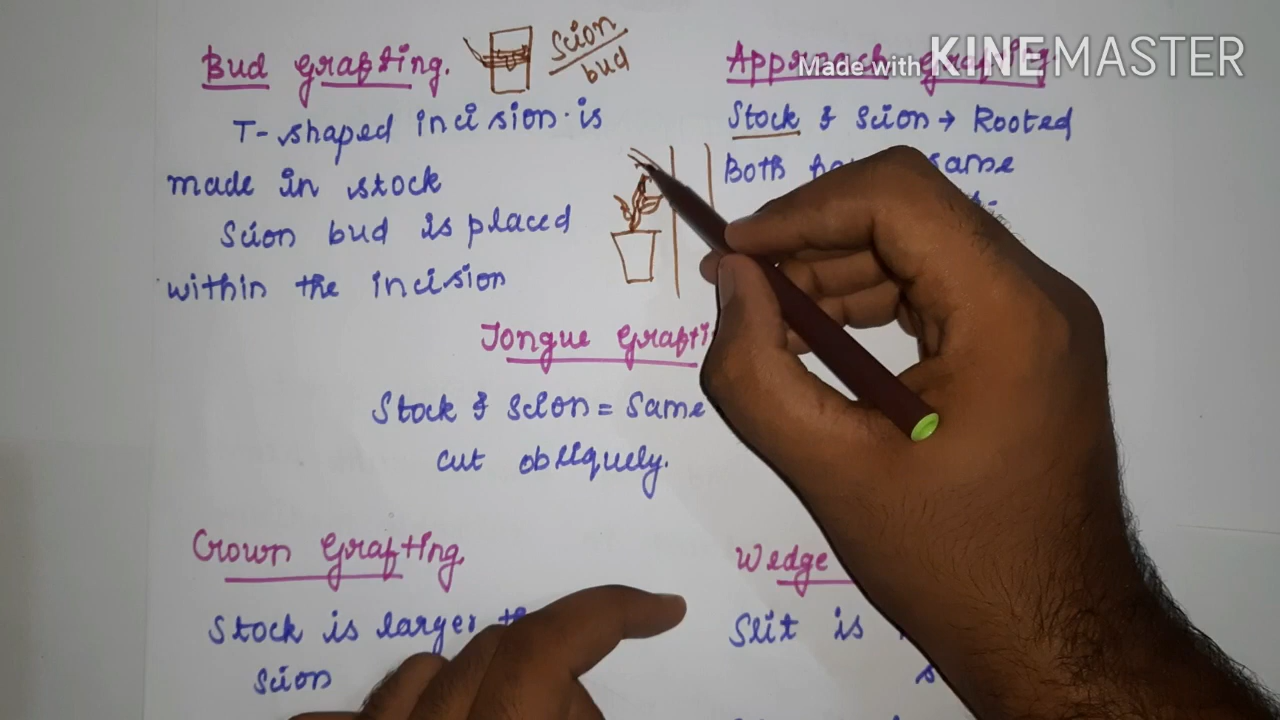 Bud Grafting.
Scion
bud
T-shaped incision is
made in stock
Scion bud is placed
within the incision
Approach Grafting.
Made with KINEMASTER
Stock & Scion → Rooted
Both same
Tongue
Stock & Scion = Same
cut obliquely.
Crown Grafting
Stock is larger
Scion
Wedge
Slit is